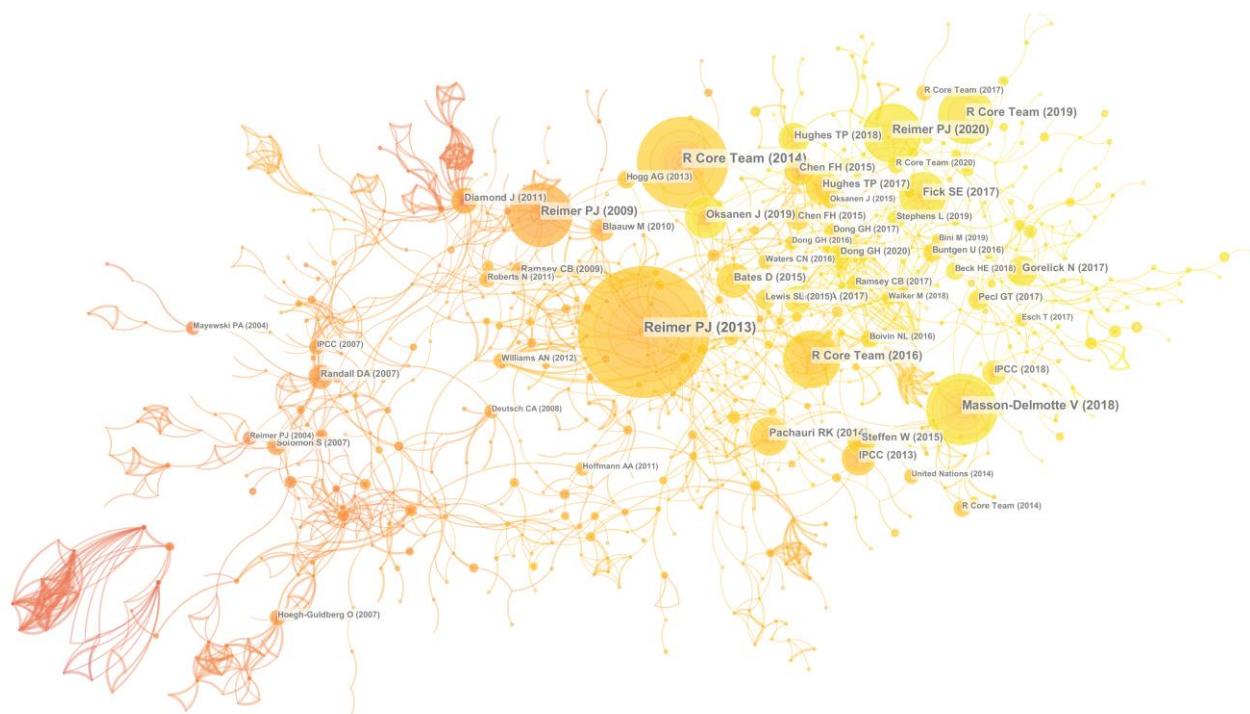 R Core Team (2017)
R Core Team (2019)
Reimer PJ (2020)
Hughes TP (2018)
R Core Team (2014)
R Core Team (2020)
Chen FH (2015)
Hogg AG (2013)
Hughes TP (2017)
Fick SE (2017)
Diamond J (2011)
Oksanen J (2015)
Reimer PJ (2009)
Oksanen J (2019)
Chen FH (2015)
Stephens L (2019)
Blaauw M (2010)
Dong GH (2017)
Dong GH (2016)
Bini M (2019)
Dong GH (2020)
Buntgen U (2016)
Waters CN (2016)
Ramsey CB (2009)
Beck HE (2018)
Gorelick N (2017)
Roberts N (2011)
Bates D (2015)
Ramsey CB (2017)
Lewis SL (2015)
A (2017)
Walker M (2018)
Pecl GT (2017)
Esch T (2017)
Mayewski PA (2004)
Reimer PJ (2013)
Boivin NL (2016)
IPCC (2007)
Williams AN (2012)
R Core Team (2016)
Randall DA (2007)
IPCC (2018)
Deutsch CA (2008)
Masson-Delmotte V (2018)
Pachauri RK (2014)
Steffen W (2015)
Reimer PJ (2004)
Solomon S (2007)
IPCC (2013)
Hoffmann AA (2011)
United Nations (2014)
R Core Team (2014)
Hoegh-Guldberg O (2007)